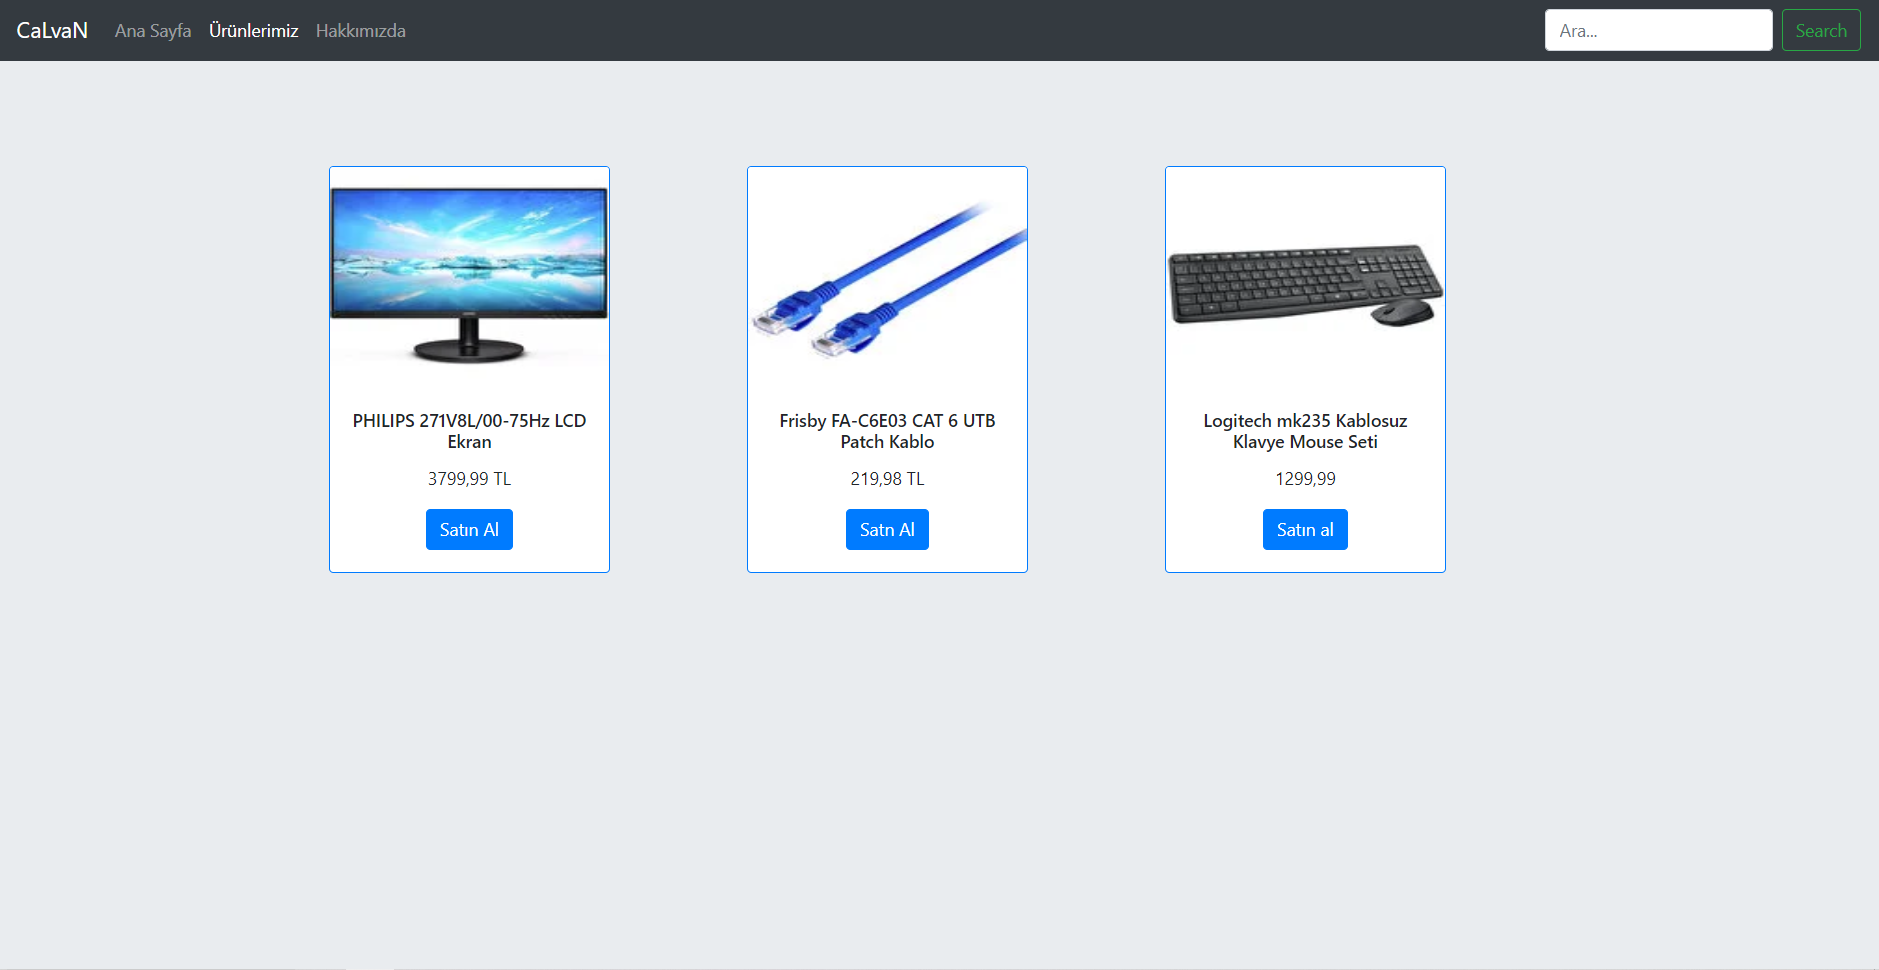 CaLvaN Ana Sayfa Ürünlerimiz Hakkımızda Ara... Search
PHILIPS 271V8L/00-75Hz LCD
Ekran
3799,99 TL
Satın Al
Frisby FA-C6E03 CAT 6 UTB
Patch Kablo
219,98 TL
Satn Al
Logitech mk235 Kablosuz
Klavye Mouse Seti
1299,99
Satın al